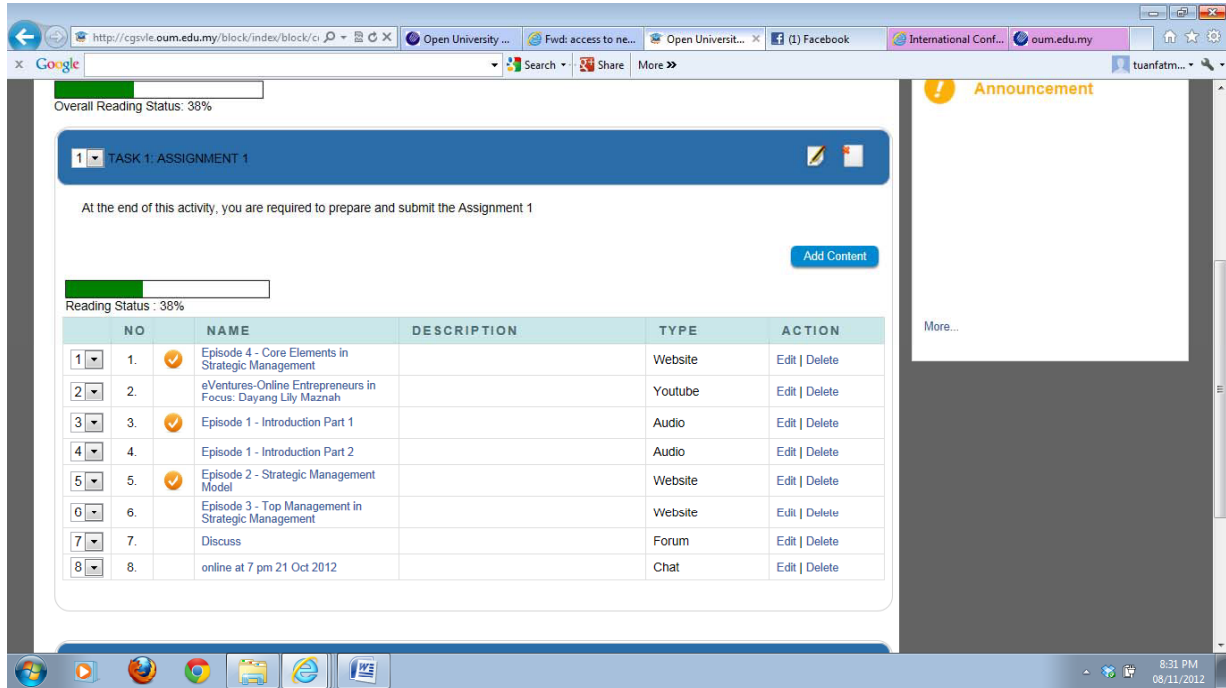 http://cgsvle.oum.edu.my/block/index/block/ci
Open University ...
Fwd: access to ne...
Open Universit...
(1) Facebook
International Conf...
oum.edu.my
x Google
Search
Share
More »
tuanfatm...
Overall Reading Status: 38%
Announcement
1 TASK 1: ASSIGNMENT 1
At the end of this activity, you are required to prepare and submit the Assignment 1
Add Content
Reading Status : 38%
NO NAME DESCRIPTION TYPE ACTION
1 1. Episode 4 - Core Elements in
Strategic Management Website Edit | Delete
2 2. eVentures-Online Entrepreneurs in
Focus: Dayang Lily Maznah Youtube Edit | Delete
3 3. Episode 1 - Introduction Part 1 Audio Edit | Delete
4 4. Episode 1 - Introduction Part 2 Audio Edit | Delete
5 5. Episode 2 - Strategic Management
Model Website Edit | Delete
6 6. Episode 3 - Top Management in
Strategic Management Website Edit | Delete
7 7. Discuss Forum Edit | Delete
8 8. online at 7 pm 21 Oct 2012 Chat Edit | Delete
More...
8:31 PM
08/11/2012